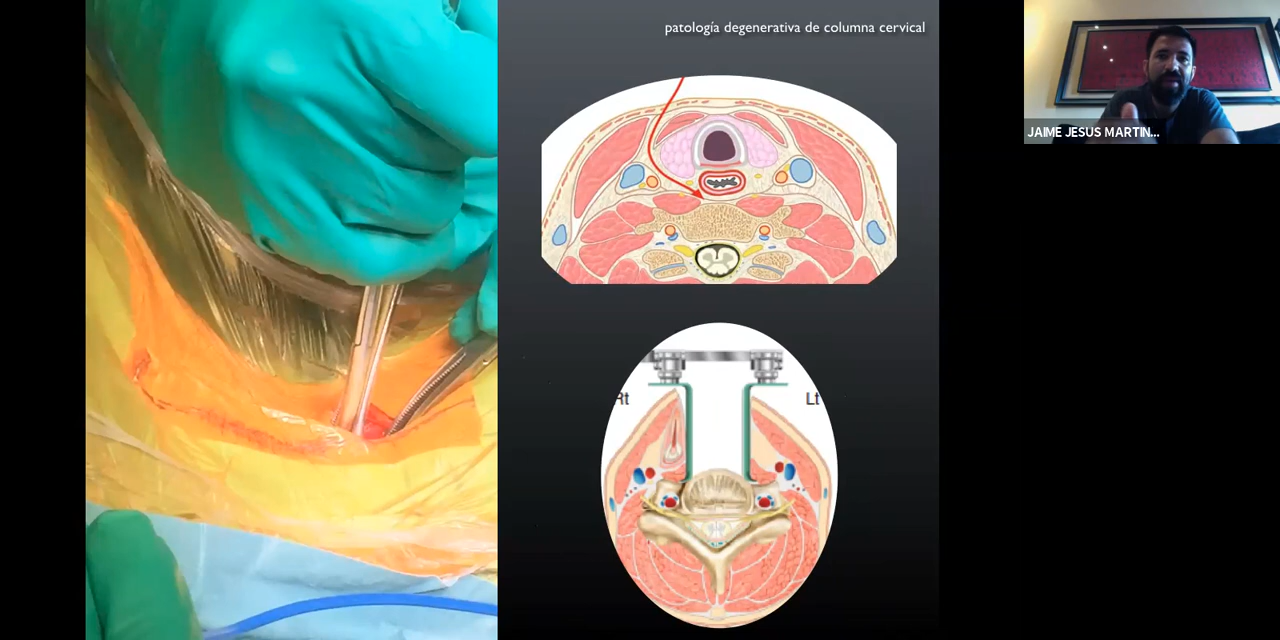 patología degenerativa de columna cervical
JAIME JESUS MARTIN...
Rt
Lt